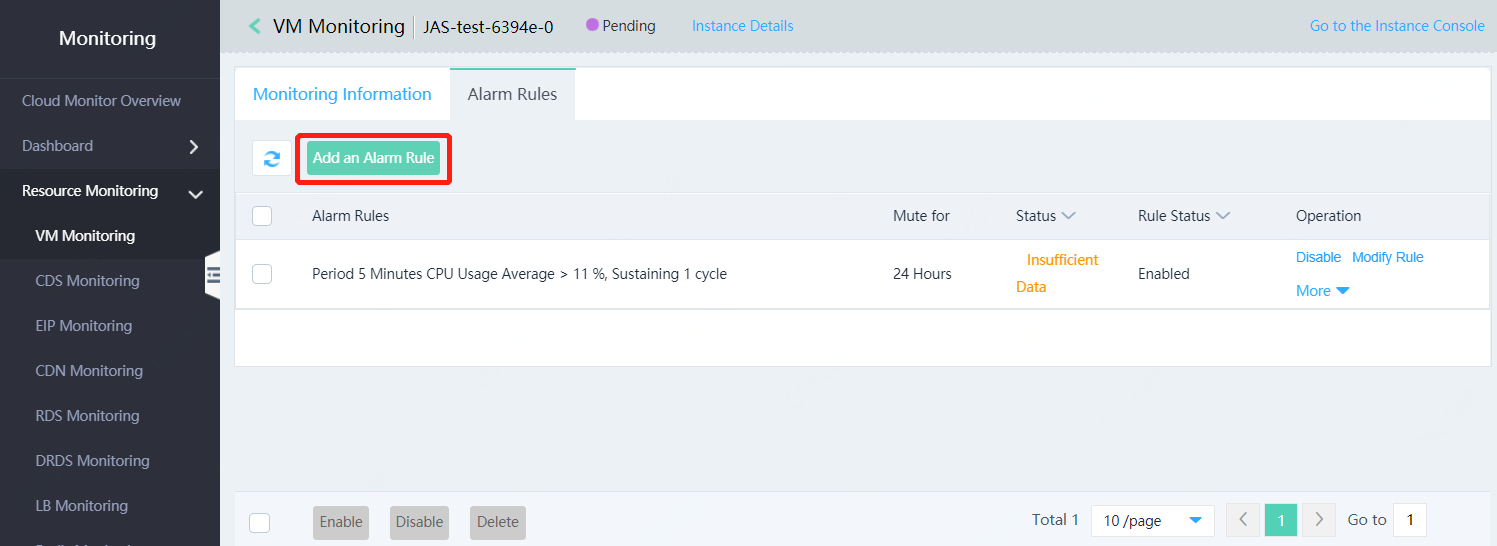 Monitoring
Cloud Monitor Overview
Dashboard
Resource Monitoring
VM Monitoring
CDS Monitoring
EIP Monitoring
CDN Monitoring
RDS Monitoring
DRDS Monitoring
LB Monitoring
VM Monitoring JAS-test-6394e-0 Pending Instance Details Go to the Instance Console
Monitoring Information Alarm Rules
Add an Alarm Rule
Alarm Rules Mute for Status Rule Status Operation
Period 5 Minutes CPU Usage Average > 11 %, Sustaining 1 cycle 24 Hours Insufficient Data Enabled Disable Modify Rule
More
Enable Disable Delete Total 1 10 /page 1 Go to 1